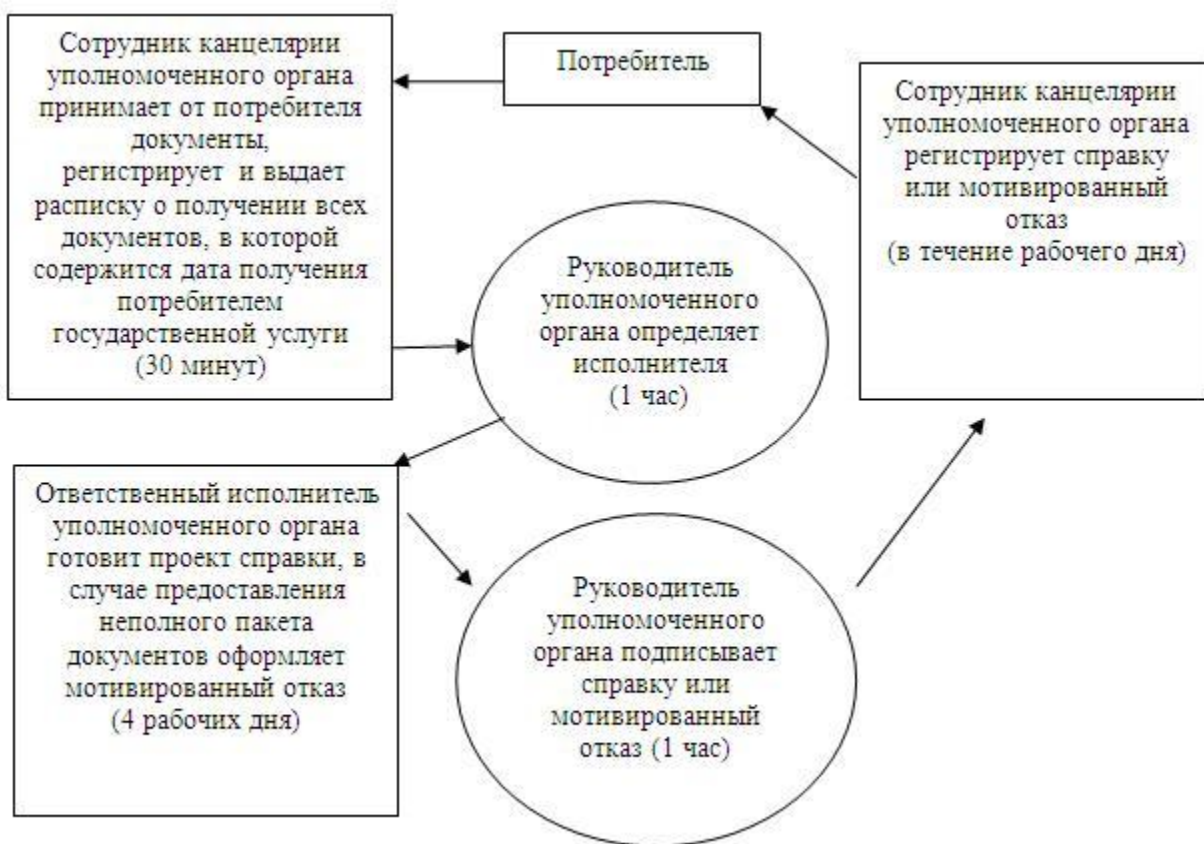 Сотрудник канцелярии
уполномоченного органа
принимает от потребителя
документы,
регистрирует и выдает
расписку о получении всех
документов, в которой
содержится дата получения
потребителем
государственной услуги
(30 минут)
Потребитель
Сотрудник канцелярии
уполномоченного органа
регистрирует справку
или мотивированный
отказ
(в течение рабочего дня)
Руководитель
уполномоченного
органа определяет
исполнителя
(1 час)
Ответственный исполнитель
уполномоченного органа
готовит проект справки, в
случае предоставления
неполного пакета
документов оформляет
мотивированный отказ
(4 рабочих дня)
Руководитель
уполномоченного
органа подписывает
справку или
мотивированный
отказ (1 час)